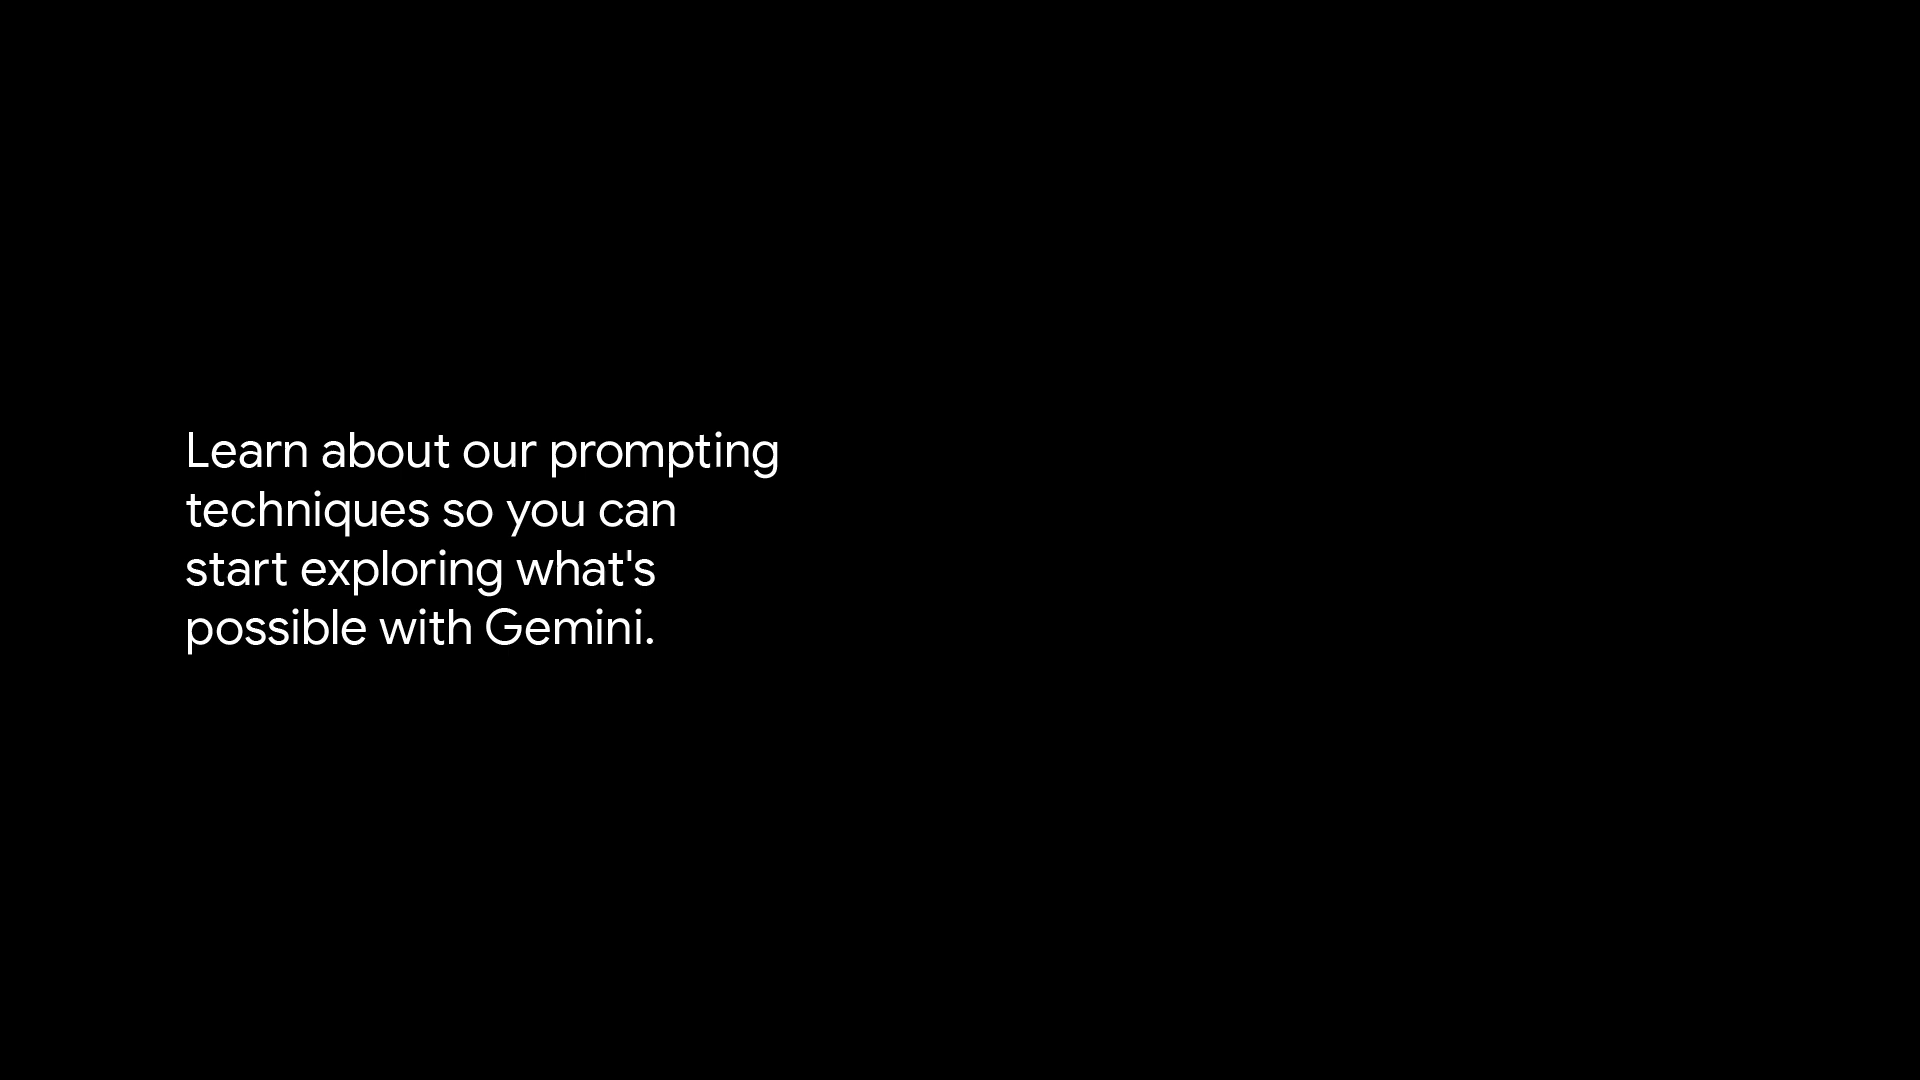 Learn about our prompting
techniques so you can
start exploring what's
possible with Gemini.